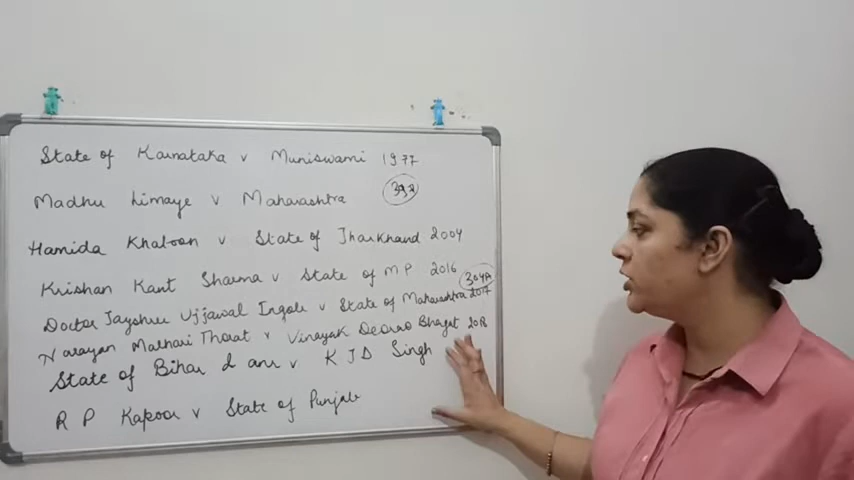 State of Karnataka v Muniswami 1977
Madhu Limaye v Maharashtra 397
Hamida Khatoon v State of Jharkhand 2004
Krishan Kant Sharma v State of MP 2016
304A
Doctor Jayshree Ujjawal Ingole v State of Maharashtra 2017
Narayan Malhari Thorat v Vinayak Deorao Bhagat 2018
State of Bihar & anr v K J D Singh
R P Kapoor v State of Punjab